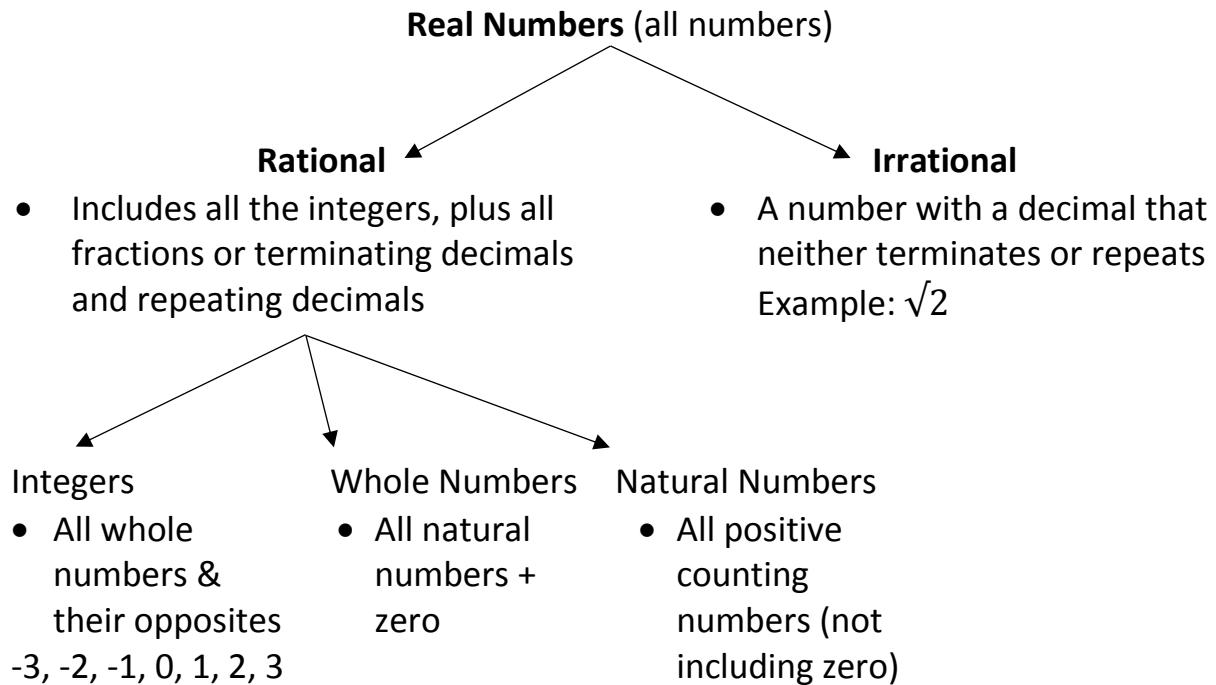 Real Numbers (all numbers)
Rational
• Includes all the integers, plus all
fractions or terminating decimals
and repeating decimals
Irrational
• A number with a decimal that
neither terminates or repeats
Example: √2
Integers
• All whole
numbers &
their opposites
-3, -2, -1, 0, 1, 2, 3
Whole Numbers
• All natural
numbers +
zero
Natural Numbers
• All positive
counting
numbers (not
including zero)